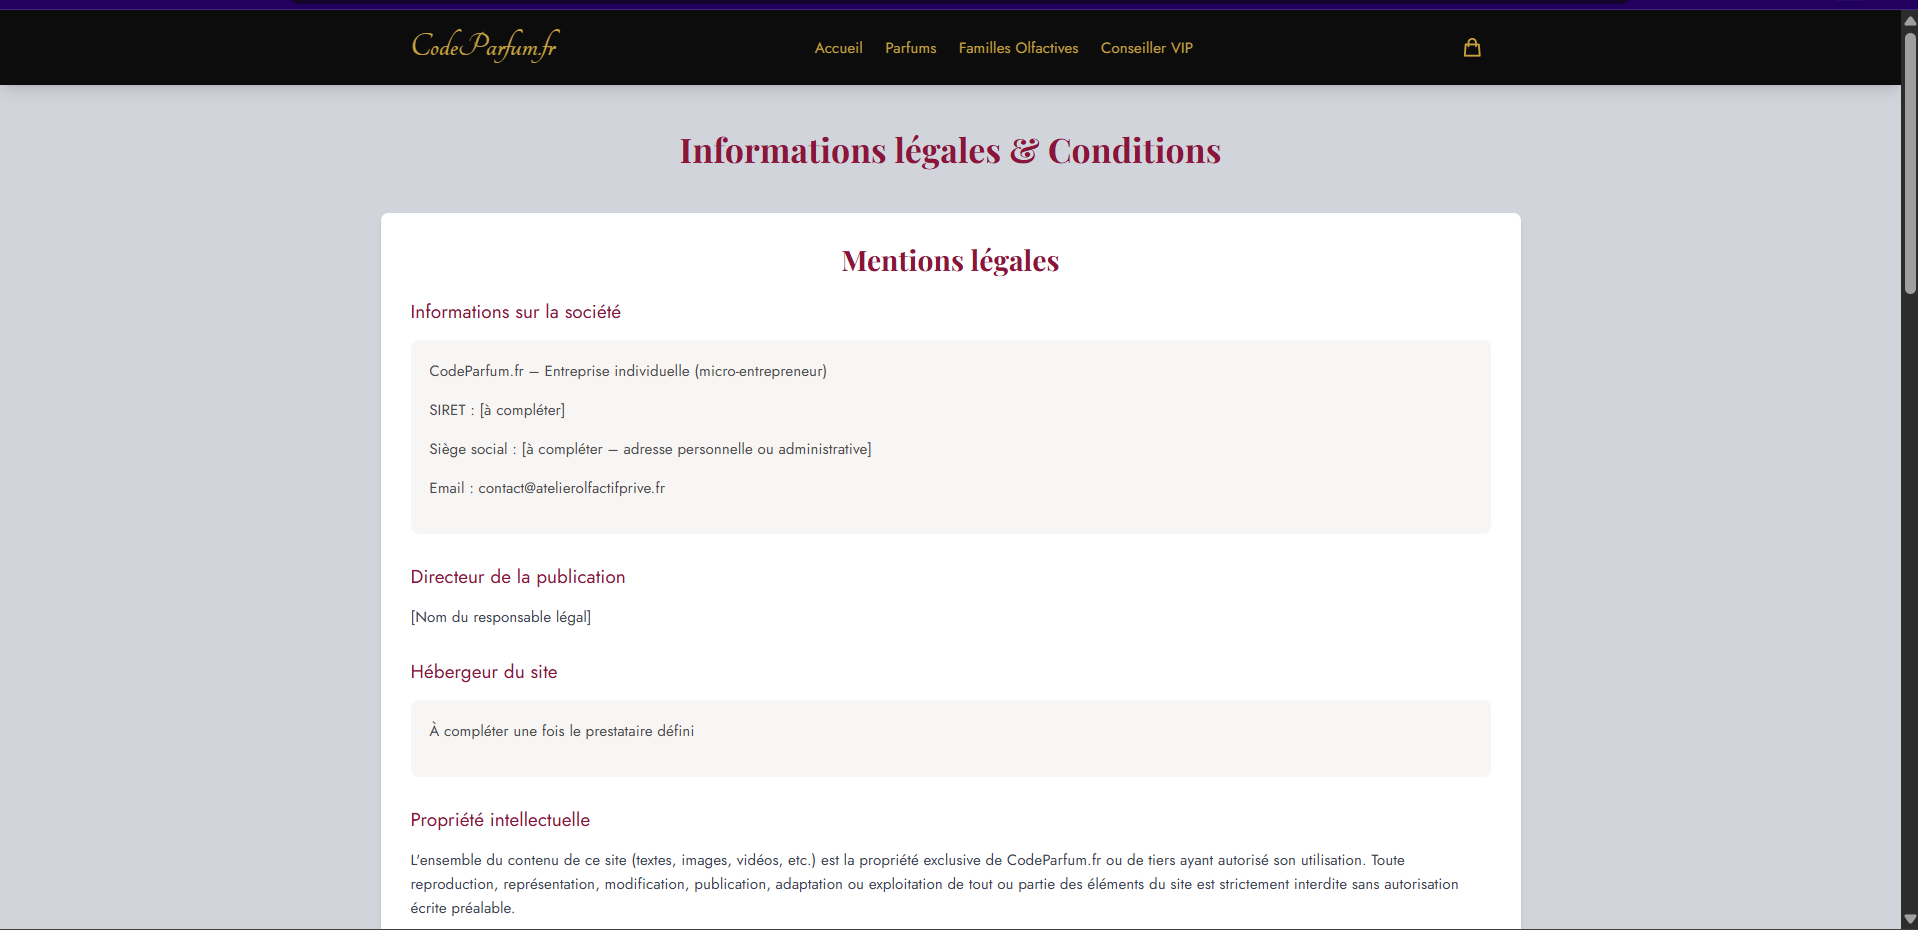 CodeParfum.fr
Accueil Parfums Familles Olfactives Conseiller VIP
Informations légales & Conditions
Mentions légales
Informations sur la société
CodeParfum.fr – Entreprise individuelle (micro-entrepreneur)
SIRET : [à compléter]
Siège social : [à compléter – adresse personnelle ou administrative]
Email : contact@atelierolfactifprive.fr
Directeur de la publication
[Nom du responsable légal]
Hébergeur du site
À compléter une fois le prestataire défini
Propriété intellectuelle
L'ensemble du contenu de ce site (textes, images, vidéos, etc.) est la propriété exclusive de CodeParfum.fr ou de tiers ayant autorisé son utilisation. Toute
reproduction, représentation, modification, publication, adaptation ou exploitation de tout ou partie des éléments du site est strictement interdite sans autorisation
écrite préalable.